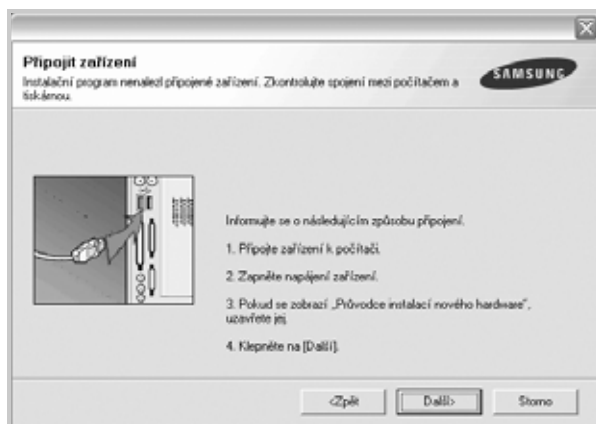 Připojit zařízení
Instalační program nenalezl připojené zařízení. Zkontrolujte spojení mezi počítačem a
tiskárnou.
SAMSUNG
Informujte se o následujícím způsobu připojení.
1. Připojte zařízení k počítači.
2. Zapněte napájení zařízení.
3. Pokud se zobrazí „Průvodce instalací nového hardware",
uzavřete jej.
4. Klepněte na [Další].
<Zpět
Další>
Storno